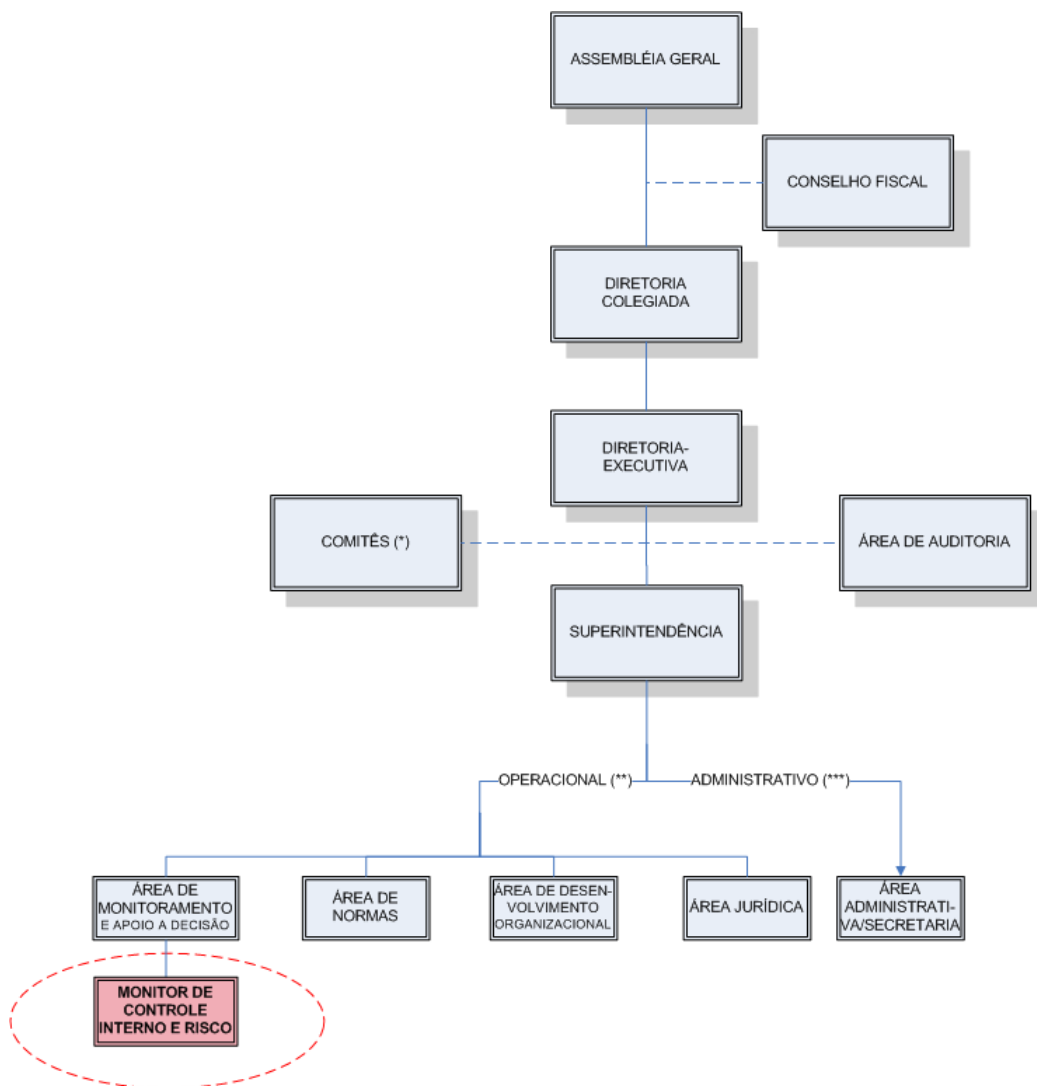 ASSEMBLÉIA GERAL
CONSELHO FISCAL
DIRETORIA
COLEGIADA
DIRETORIA-
EXECUTIVA
COMITÊS (*)
ÁREA DE AUDITORIA
SUPERINTENDÊNCIA
OPERACIONAL (**)
ADMINISTRATIVO (***)
ÁREA DE
MONITORAMENTO
E APOIO A DECISÃO
ÁREA DE
NORMAS
ÁREA DE DESEN-
VOLVIMENTO
ORGANIZACIONAL
ÁREA JURÍDICA
ÁREA
ADMINISTRATI-
VA/SECRETARIA
MONITOR DE
CONTROLE
INTERNO E RISCO